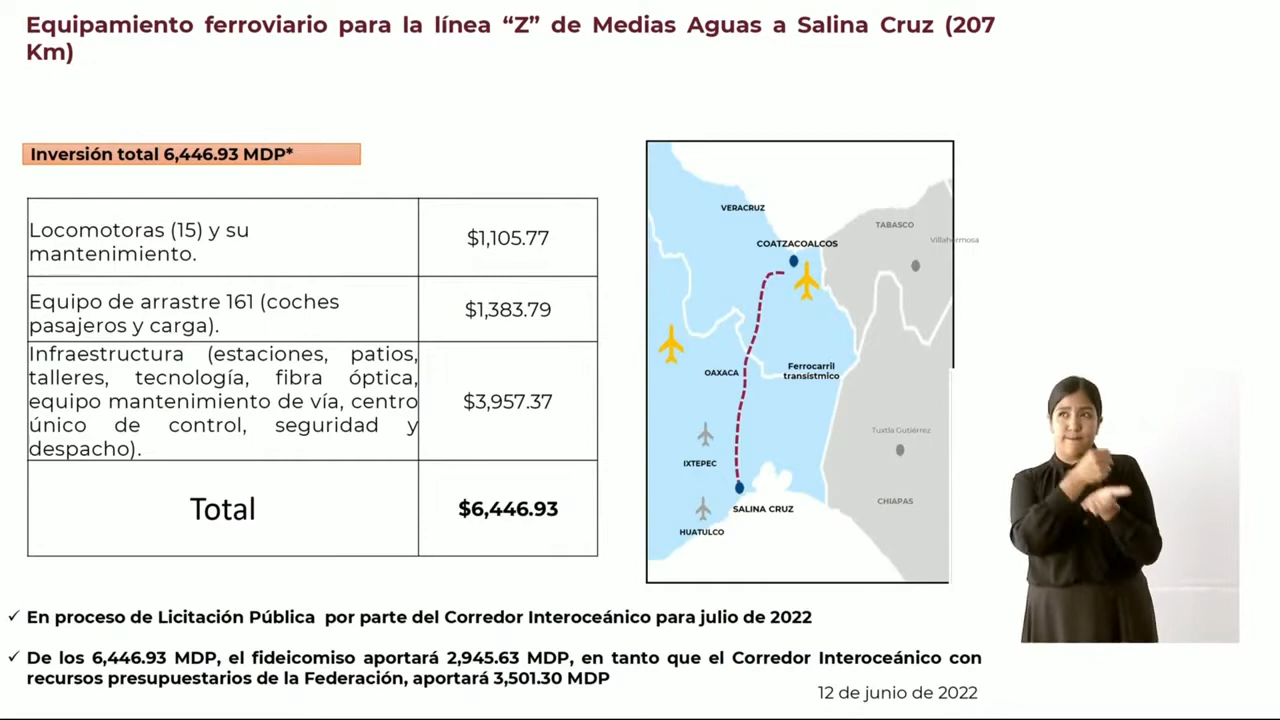 Equipamiento ferroviario para la línea “Z” de Medias Aguas a Salina Cruz (207
Km)
Inversión total 6,446.93 MDP*
Locomotoras (15) y su
mantenimiento.
$1,105.77
Equipo de arrastre 161 (coches
pasajeros y carga).
$1,383.79
Infraestructura (estaciones, patios,
talleres, tecnología, fibra óptica,
equipo mantenimiento de vía, centro
único de control, seguridad y
despacho).
$3,957.37
Total
$6,446.93
VERACRUZ
TABASCO
Villahermosa
COATZACOALCOS
OAXACA
Ferrocarril
transístmico
Tuxtla Gutiérrez
IXTEPEC
CHIAPAS
SALINA CRUZ
HUATULCO
✓ En proceso de Licitación Pública por parte del Corredor Interoceánico para julio de 2022
✓ De los 6,446.93 MDP, el fideicomiso aportará 2,945.63 MDP, en tanto que el Corredor Interoceánico con
recursos presupuestarios de la Federación, aportará 3,501.30 MDP
12 de junio de 2022